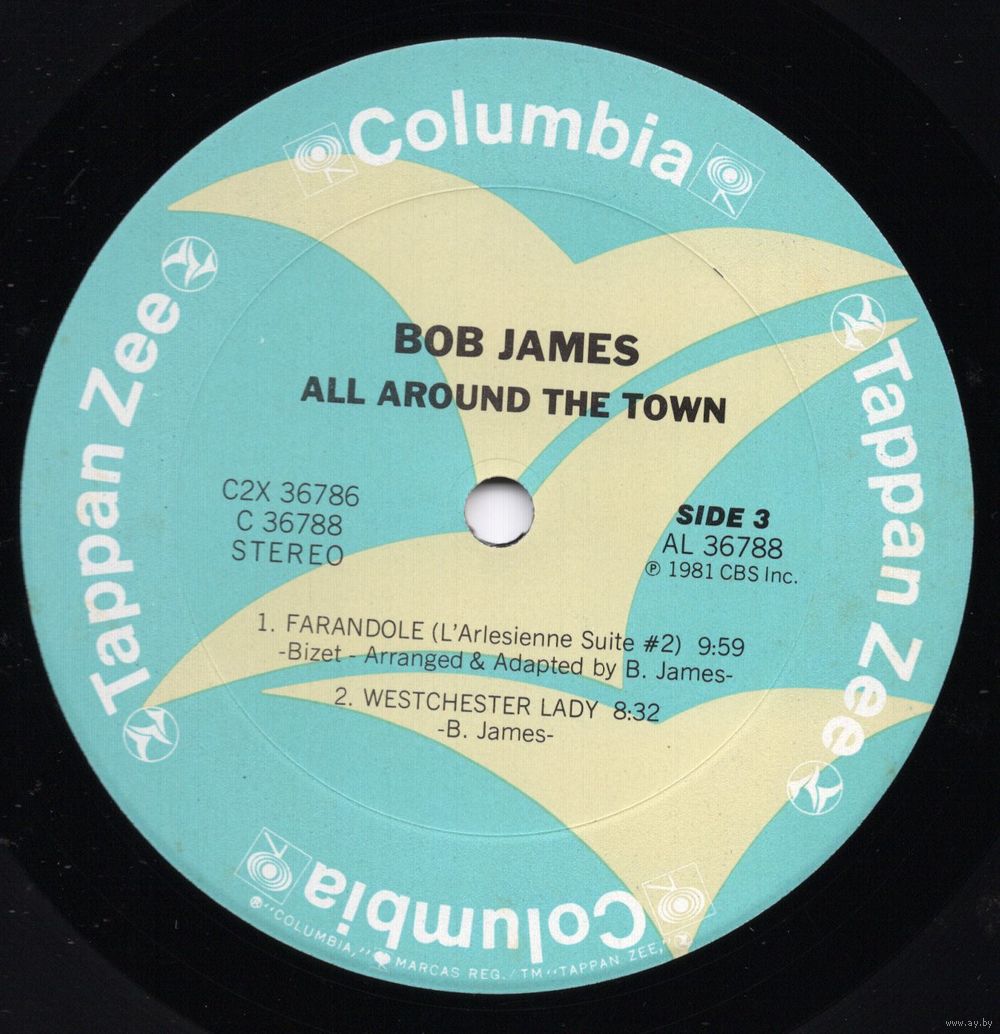 Columbia
Tappan Zee
Tappan Zee
BOB JAMES
ALL AROUND THE TOWN
C2X 36786
C 36788
STEREO
SIDE 3
AL 36788
℗ 1981 CBS Inc.
1. FARANDOLE (L'Arlesienne Suite #2) 9:59
-Bizet - Arranged & Adapted by B. James-
2. WESTCHESTER LADY 8:32
-B. James-
Columbia
®"COLUMBIA," MARCAS REG./TM "TAPPAN ZEE,"
www.ay.by